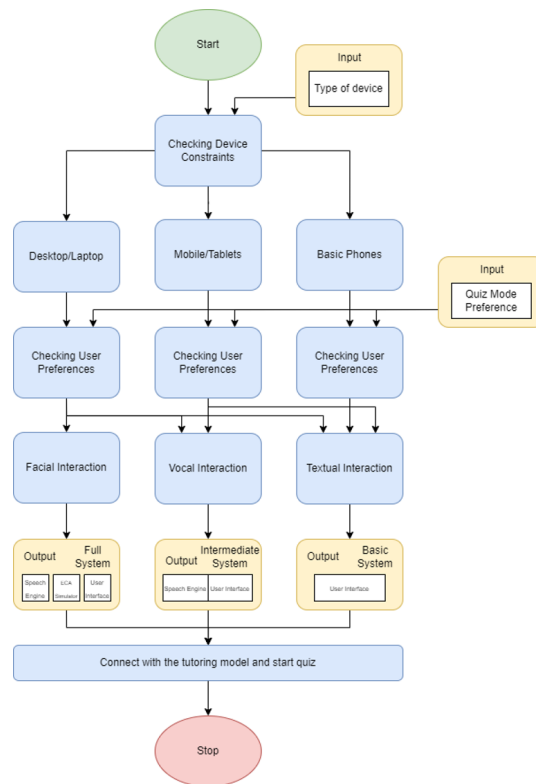 Start
Input
Type of device
Checking Device
Constraints
Desktop/Laptop
Mobile/Tablets
Basic Phones
Input
Quiz Mode
Preference
Checking User
Preferences
Checking User
Preferences
Checking User
Preferences
Facial Interaction
Vocal Interaction
Textual Interaction
Output
Full
System
Speech
Engine
ECA
Simulator
User
Interface
Output
Intermediate
System
Speech Engine
User Interface
Output
Basic
System
User Interface
Connect with the tutoring model and start quiz
Stop